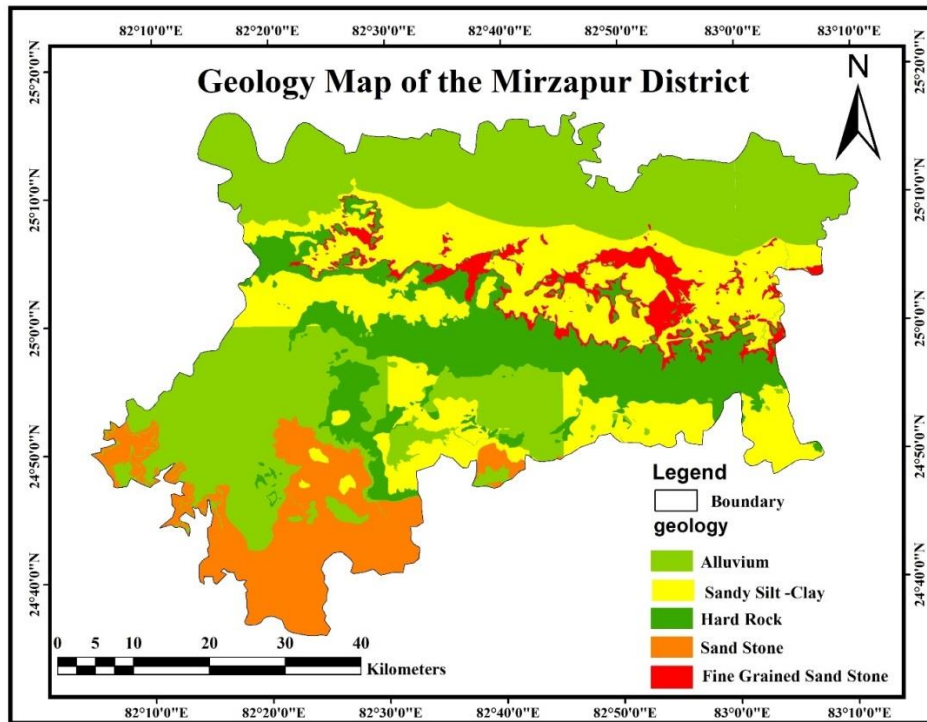 82°10'0"N 82°20'0"N 82°30'0"N 82°40'0"N 82°50'0"N 83°0'0"N 83°10'0"N
Geology Map of the Mirzapur District
N
25°20'0"N
25°20'0"N
25°10'0"N
25°10'0"N
25°0'0"N
25°0'0"N
24°50'0"N
24°50'0"N
24°40'0"N
24°40'0"N
Legend
Boundary
geology
Alluvium
Sandy Silt -Clay
Hard Rock
Sand Stone
Fine Grained Sand Stone
0 5 10 20 30 40
Kilometers
82°10'0"N 82°20'0"N 82°30'0"N 82°40'0"N 82°50'0"N 83°0'0"N 83°10'0"N